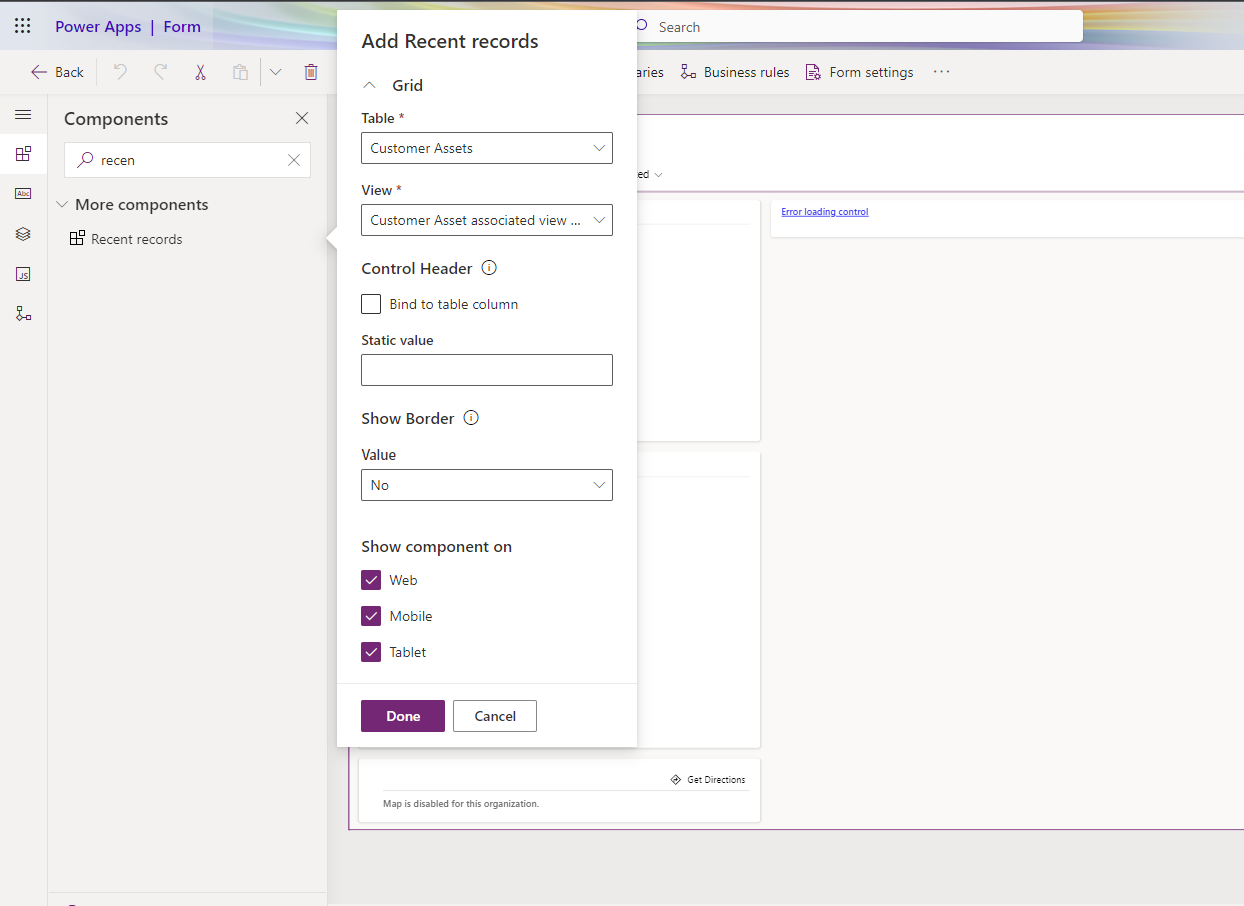 Power Apps | Form
Search
Back
aries
Business rules
Form settings
Components
recen
More components
Recent records
Abc
JS
Add Recent records
Grid
Table *
Customer Assets
View *
Customer Asset associated view ...
Control Header
Bind to table column
Static value
Show Border
Value
No
Show component on
Web
Mobile
Tablet
Done
Cancel
ed
Error loading control
Get Directions
Map is disabled for this organization.